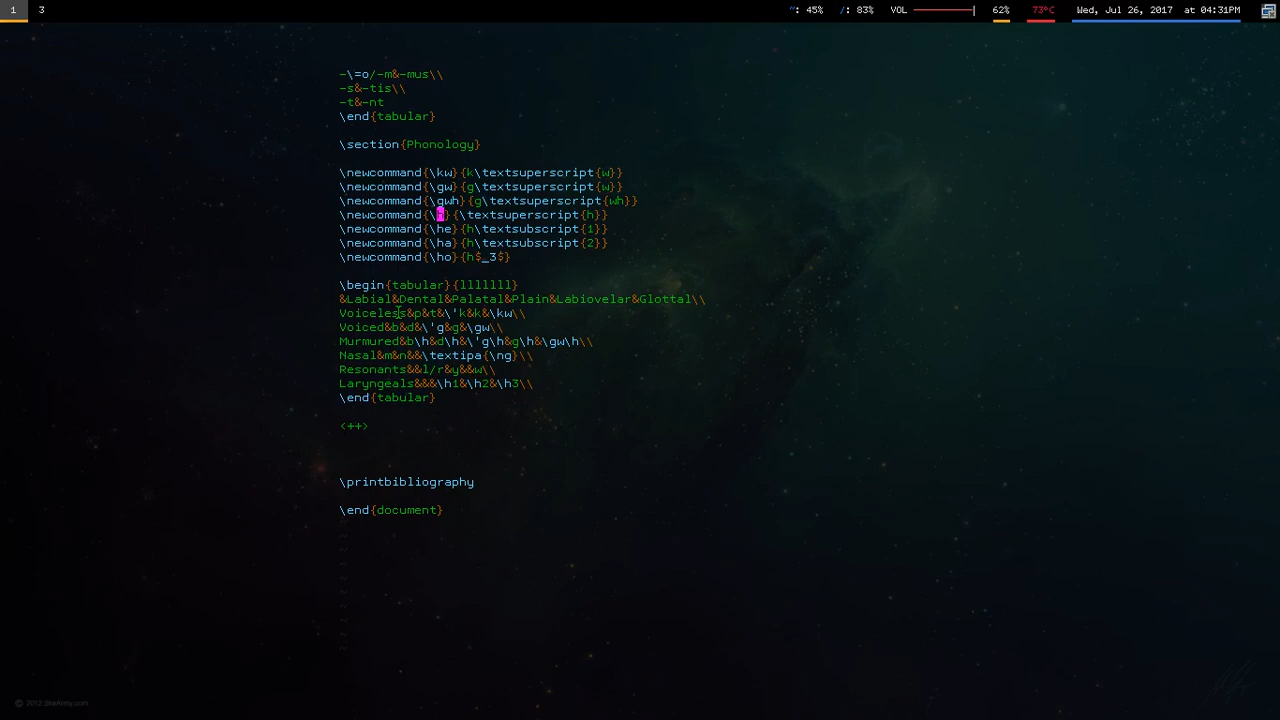 1 3 ~: 45% /: 83% VOL 62% 73°C Wed, Jul 26, 2017 at 04:31PM
-\=o/-m&-mus\\
-s&-tis\\
-t&-nt
\end{tabular}
\section{Phonology}
\newcommand{\kw}{k\textsuperscript{w}}
\newcommand{\gw}{g\textsuperscript{w}}
\newcommand{\gwh}{g\textsuperscript{wh}}
\newcommand{\h}{\textsuperscript{h}}
\newcommand{\he}{h\textsubscript{1}}
\newcommand{\ha}{h\textsubscript{2}}
\newcommand{\ho}{h$_3$}
\begin{tabular}{lllllll}
&Labial&Dental&Palatal&Plain&Labiovelar&Glottal\\
Voiceless&p&t&\'k&k&\kw\\
Voiced&b&d&\'g&g&\gw\\
Murmured&b\h&d\h&\'g\h&g\h&\gw\h\\
Nasal&m&n&&\textipa{\ng}\\
Resonants&&l/r&y&&w\\
Laryngeals&&&\h1&\h2&\h3\\
\end{tabular}
<++>
\printbibliography
\end{document}
~
~
~
~
~
~
~
~
~
© 2012 JikeArmy.com